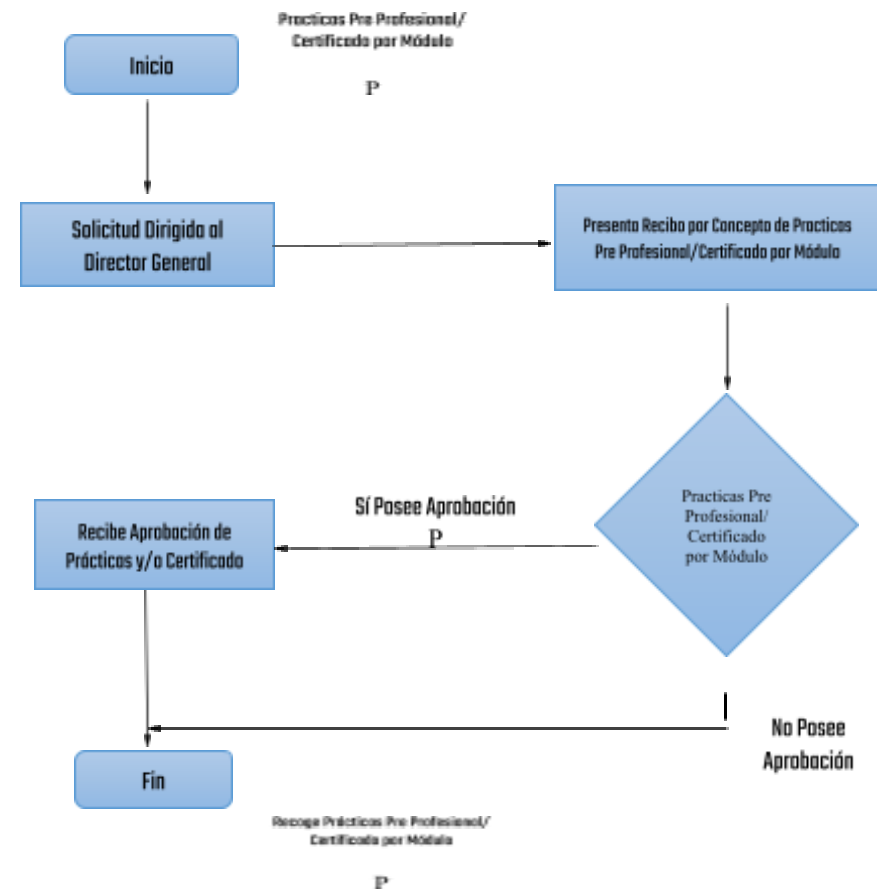 Practicas Pre Profesional/
Certificado por Módulo
P
Inicio
Solicitud Dirigida al
Director General
Presenta Recibo por Concepto de Practicas
Pre Profesional/Certificado por Módulo
Practicas Pre
Profesional/
Certificado
por Módulo
Sí Posee Aprobación
P
Recibe Aprobación de
Prácticas y/o Certificado
No Posee
Aprobación
Fin
Recoge Prácticas Pre Profesional/
Certificado por Módulo
P